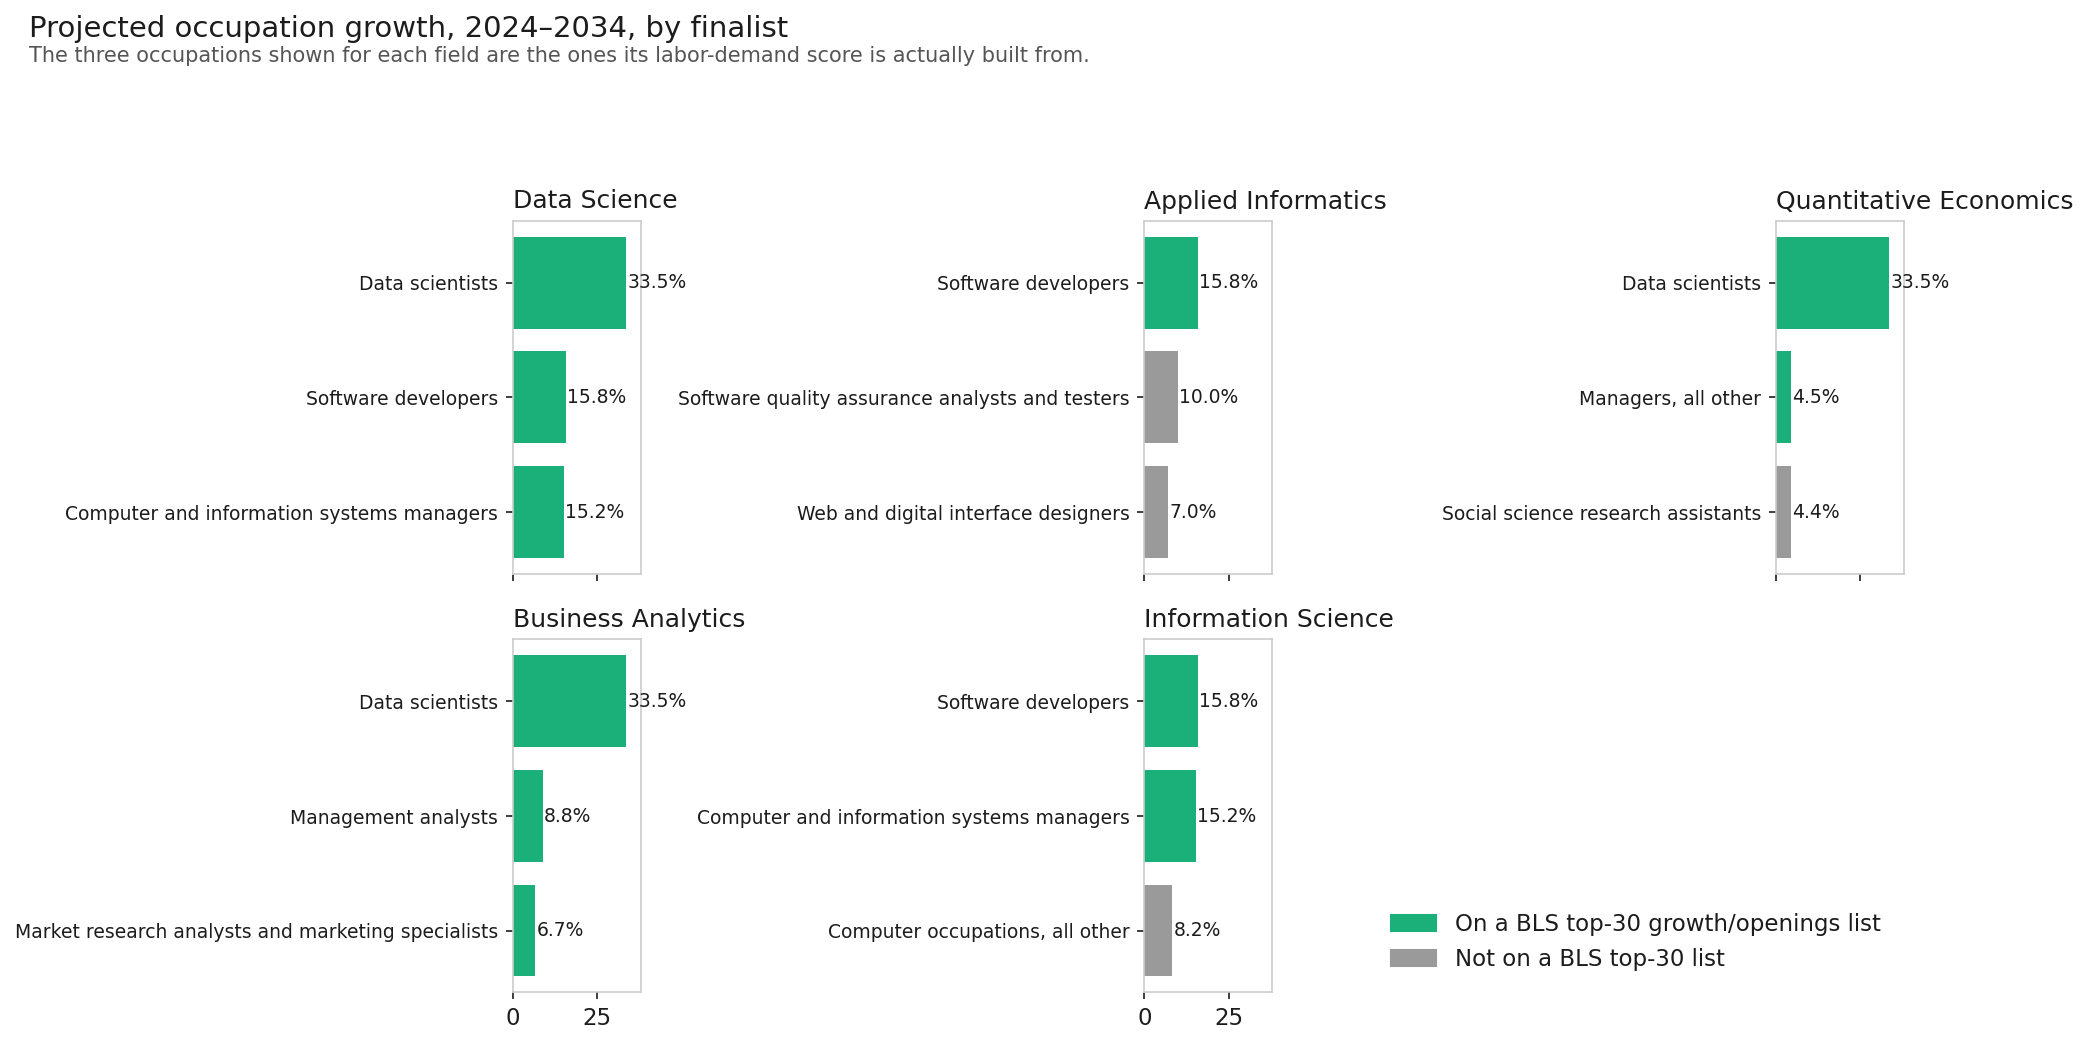 Projected occupation growth, 2024–2034, by finalist
The three occupations shown for each field are the ones its labor-demand score is actually built from.
Data Science
Data scientists
33.5%
Software developers
15.8%
Computer and information systems managers
15.2%
Applied Informatics
Software developers
15.8%
Software quality assurance analysts and testers
10.0%
Web and digital interface designers
7.0%
Quantitative Economics
Data scientists
33.5%
Managers, all other
4.5%
Social science research assistants
4.4%
Business Analytics
Data scientists
33.5%
Management analysts
8.8%
Market research analysts and marketing specialists
6.7%
0 25
Information Science
Software developers
15.8%
Computer and information systems managers
15.2%
Computer occupations, all other
8.2%
0 25
On a BLS top-30 growth/openings list
Not on a BLS top-30 list